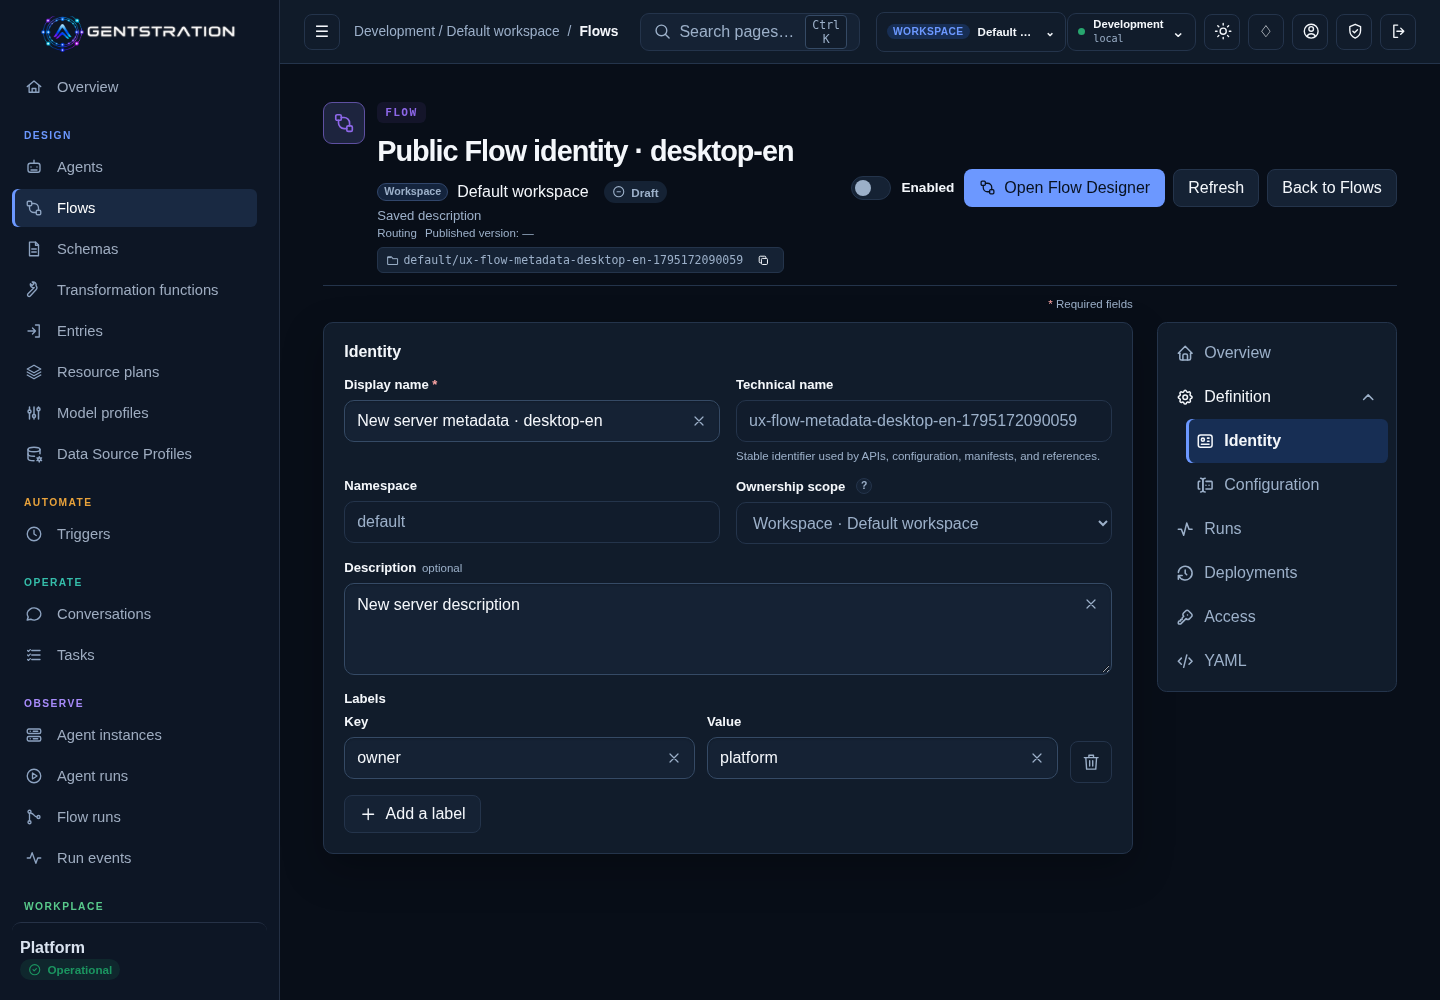 GENTSTRATION
Overview
DESIGN
Agents
Flows
Schemas
Transformation functions
Entries
Resource plans
Model profiles
Data Source Profiles
AUTOMATE
Triggers
OPERATE
Conversations
Tasks
OBSERVE
Agent instances
Agent runs
Flow runs
Run events
WORKPLACE
Platform
Operational
Development / Default workspace / Flows
Search pages…
Ctrl K
WORKSPACE Default …
Development
local
FLOW
Public Flow identity · desktop-en
Workspace Default workspace Draft
Saved description
Routing Published version: —
default/ux-flow-metadata-desktop-en-1795172090059
Enabled
Open Flow Designer
Refresh
Back to Flows
* Required fields
Identity
Display name *
New server metadata · desktop-en
Technical name
ux-flow-metadata-desktop-en-1795172090059
Stable identifier used by APIs, configuration, manifests, and references.
Namespace
default
Ownership scope ?
Workspace · Default workspace
Description optional
New server description
Labels
Key
owner
Value
platform
Add a label
Overview
Definition
Identity
Configuration
Runs
Deployments
Access
YAML